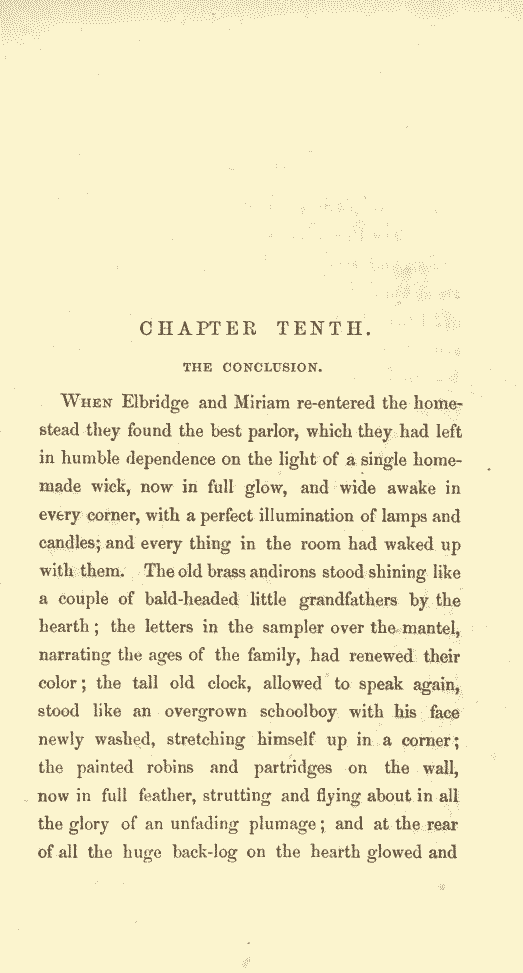 CHAPTER TENTH.
THE CONCLUSION.
WHEN Elbridge and Miriam re-entered the home-
stead they found the best parlor, which they had left
in humble dependence on the light of a single home-
made wick, now in full glow, and wide awake in
every corner, with a perfect illumination of lamps and
candles; and every thing in the room had waked up
with them. The old brass andirons stood shining like
a couple of bald-headed little grandfathers by the
hearth; the letters in the sampler over the mantel,
narrating the ages of the family, had renewed their
color; the tall old clock, allowed to speak again,
stood like an overgrown schoolboy with his face
newly washed, stretching himself up in a corner;
the painted robins and partridges on the wall,
now in full feather, strutting and flying about in all
the glory of an unfading plumage; and at the rear
of all the huge back-log on the hearth glowed and